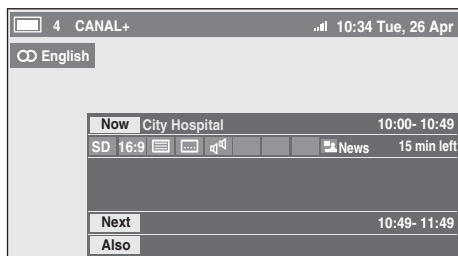 4 CANAL+ 10:34 Tue, 26 Apr
English
Now City Hospital 10:00- 10:49
SD 16:9 News 15 min left
Next 10:49- 11:49
Also